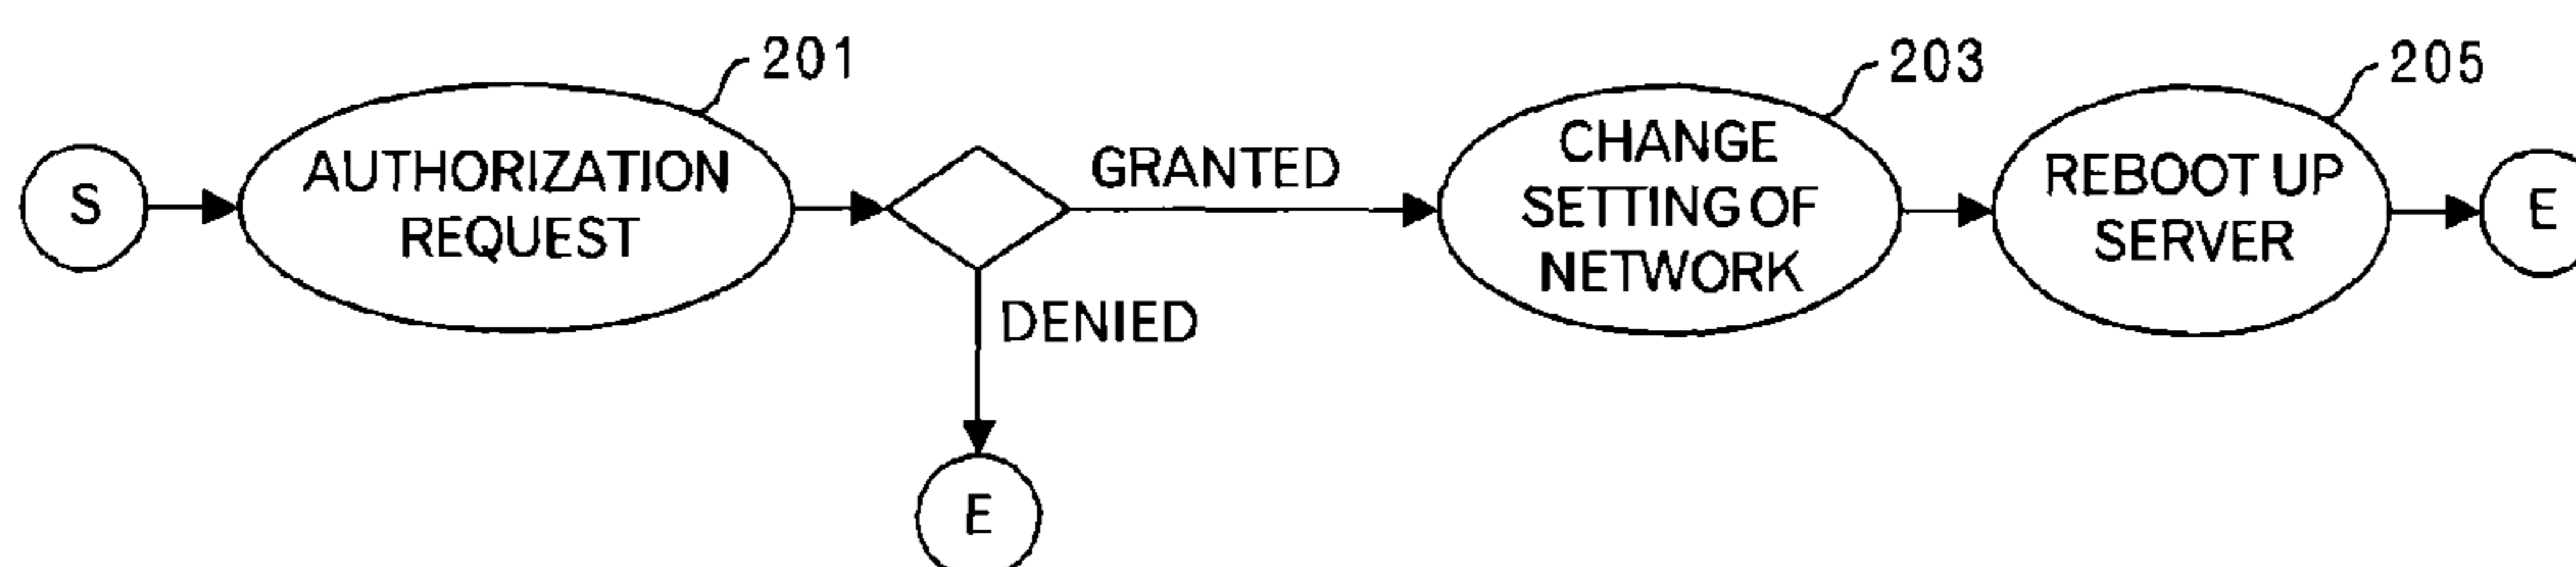 201
203
205
S
AUTHORIZATION
REQUEST
GRANTED
DENIED
CHANGE
SETTING OF
NETWORK
REBOOT UP
SERVER
E
E